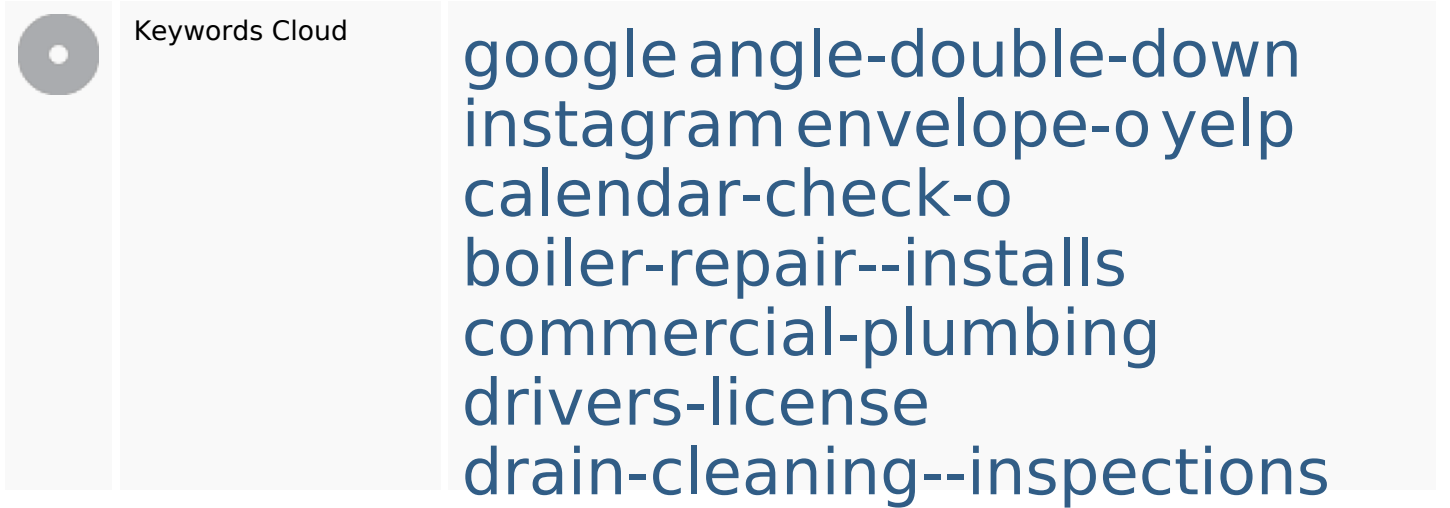 Keywords Cloud
google angle-double-down
instagram envelope-o yelp
calendar-check-o
boiler-repair--installs
commercial-plumbing
drivers-license
drain-cleaning--inspections